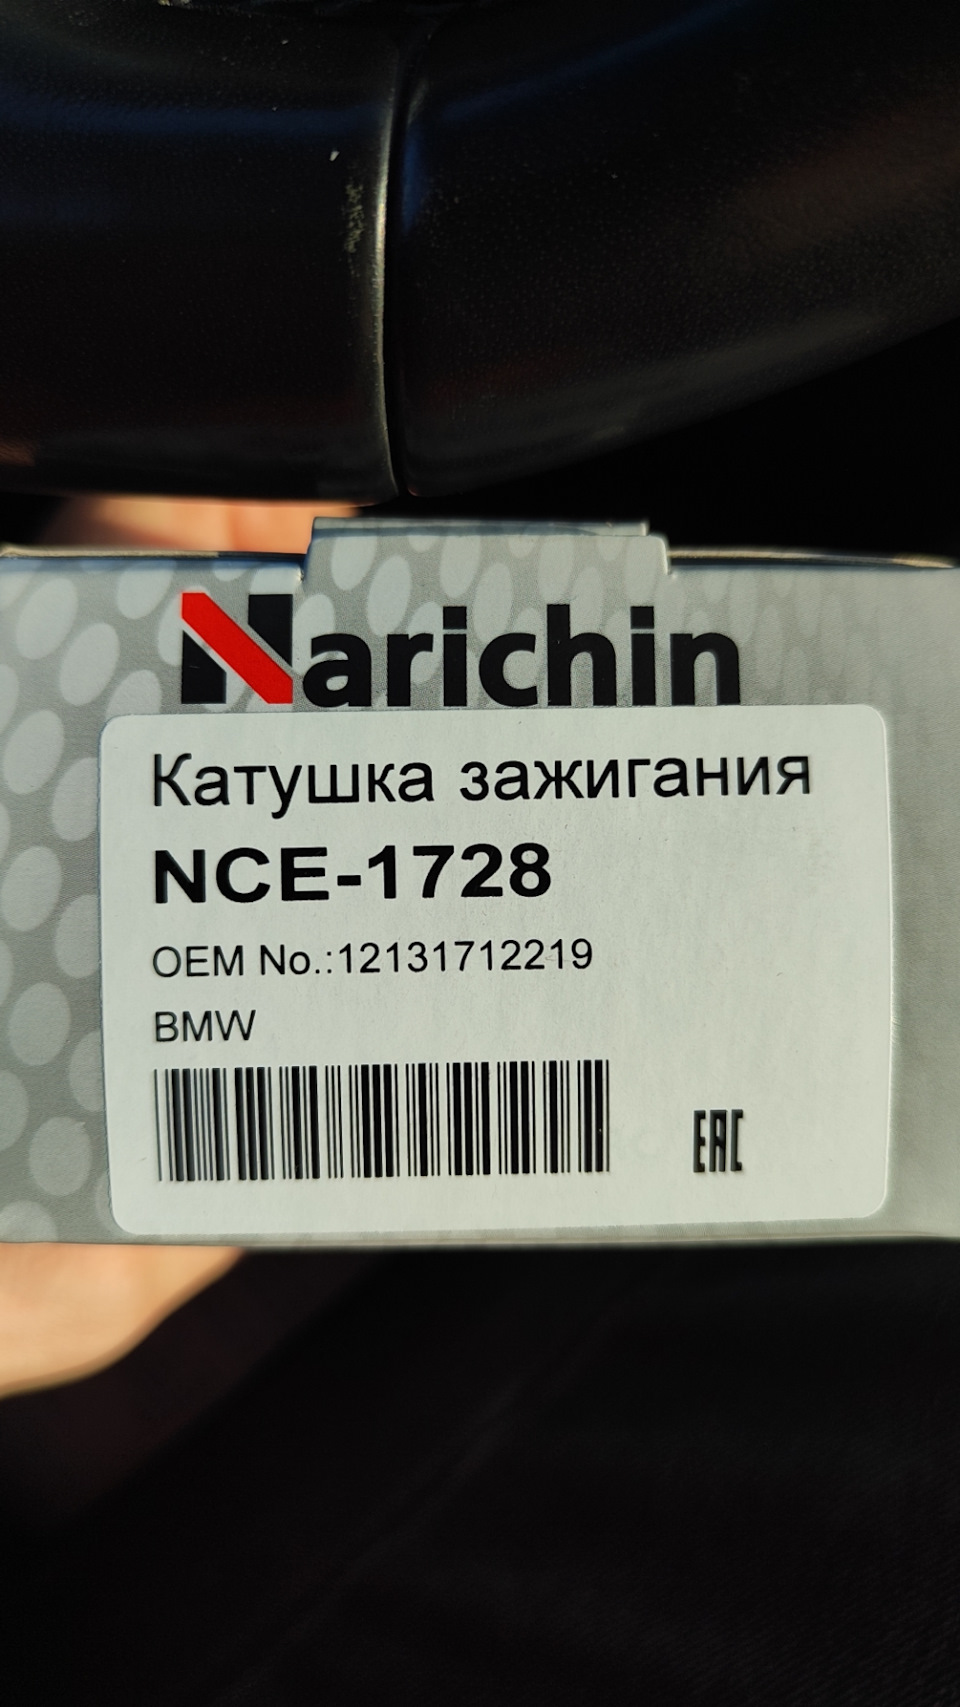 Narichin
Катушка зажигания
NCE-1728
OEM No.:12131712219
BMW
EAC